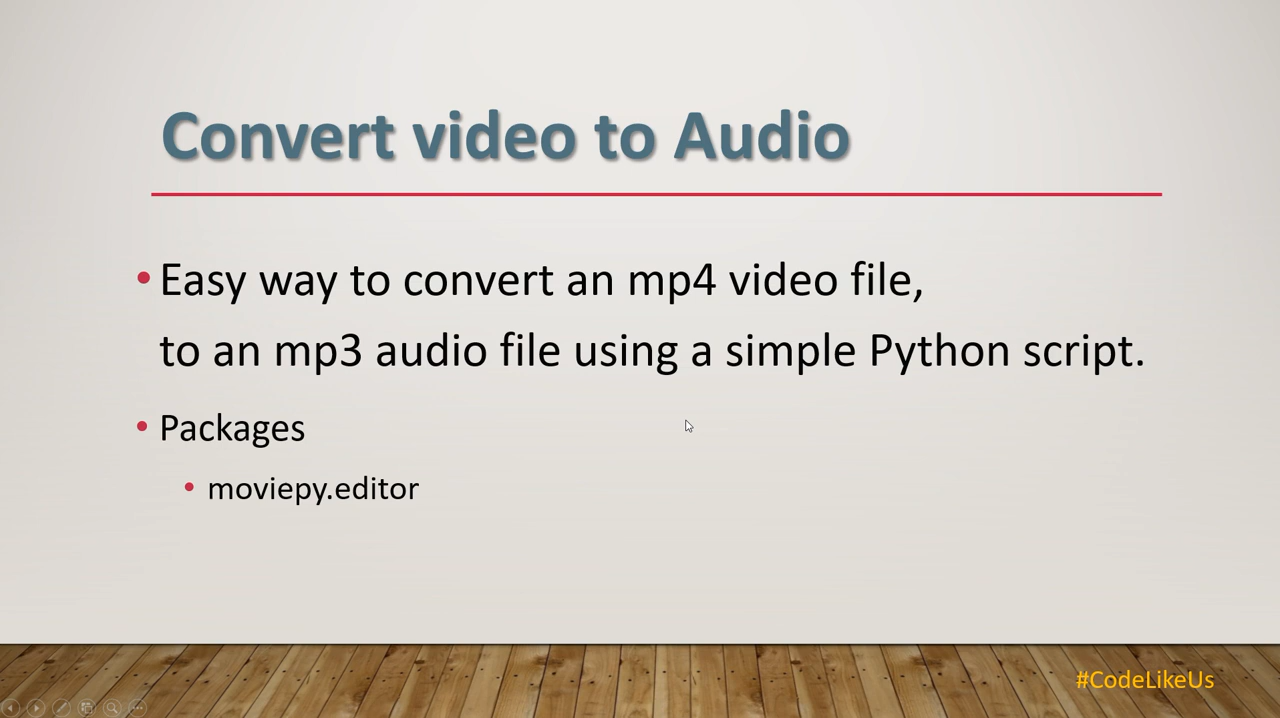 Convert video to Audio
• Easy way to convert an mp4 video file,
to an mp3 audio file using a simple Python script.
• Packages
• moviepy.editor
#CodeLikeUs